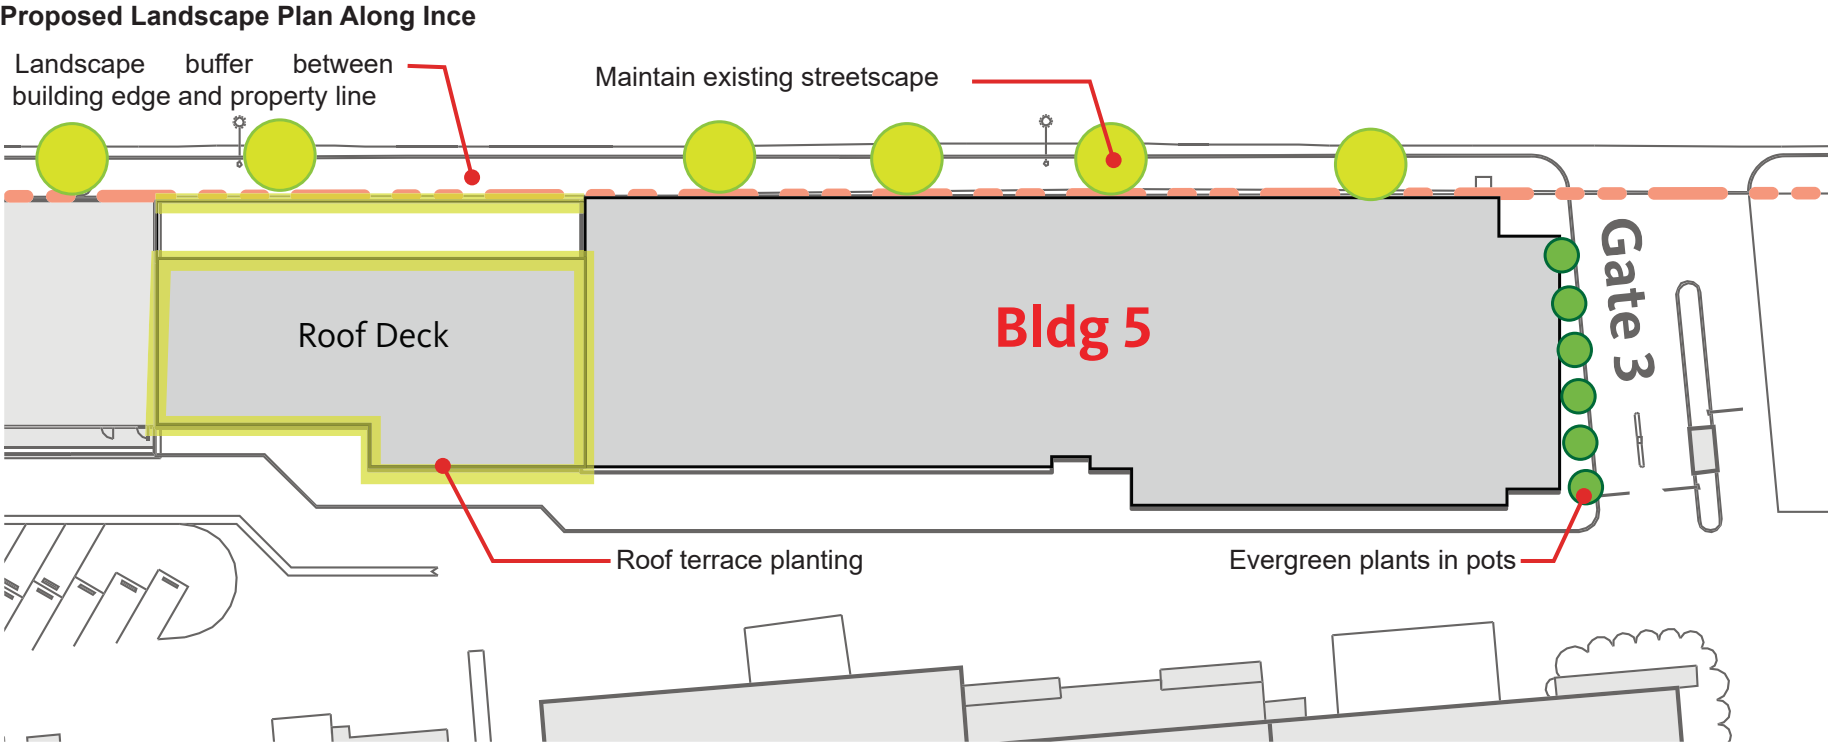 Proposed Landscape Plan Along Ince
Landscape buffer between
building edge and property line
Maintain existing streetscape
Gate 3
Roof Deck
Bldg 5
Roof terrace planting
Evergreen plants in pots